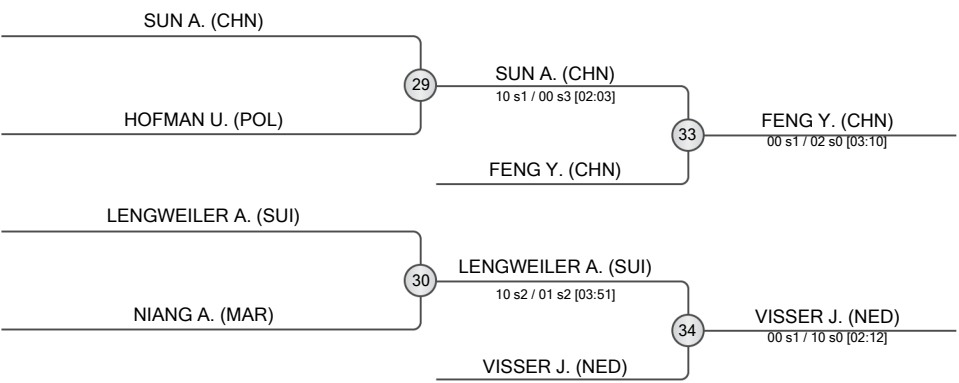 SUN A. (CHN)
29
SUN A. (CHN)
10 s1 / 00 s3 [02:03]
HOFMAN U. (POL)
33
FENG Y. (CHN)
00 s1 / 02 s0 [03:10]
FENG Y. (CHN)
LENGWEILER A. (SUI)
30
LENGWEILER A. (SUI)
10 s2 / 01 s2 [03:51]
NIANG A. (MAR)
34
VISSER J. (NED)
00 s1 / 10 s0 [02:12]
VISSER J. (NED)